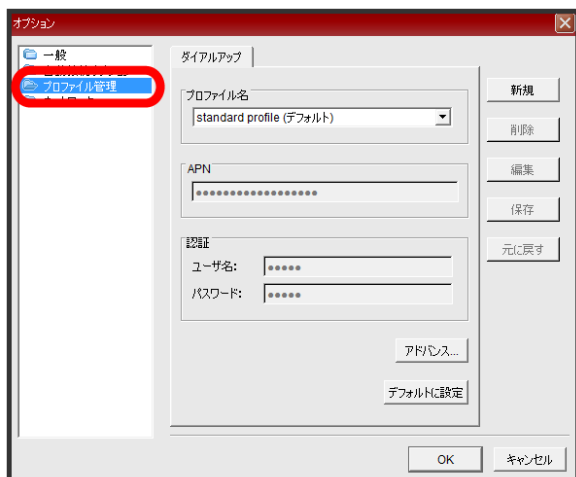 オプション
一般
プロファイル管理
ダイアルアップ
プロファイル名
standard profile (デフォルト)
APN
●●●●●●●●●●●●●●●●●●
認証
ユーザ名:
●●●●●
パスワード:
●●●●●
アドバンス...
デフォルトに設定
新規
削除
編集
保存
元に戻す
OK
キャンセル